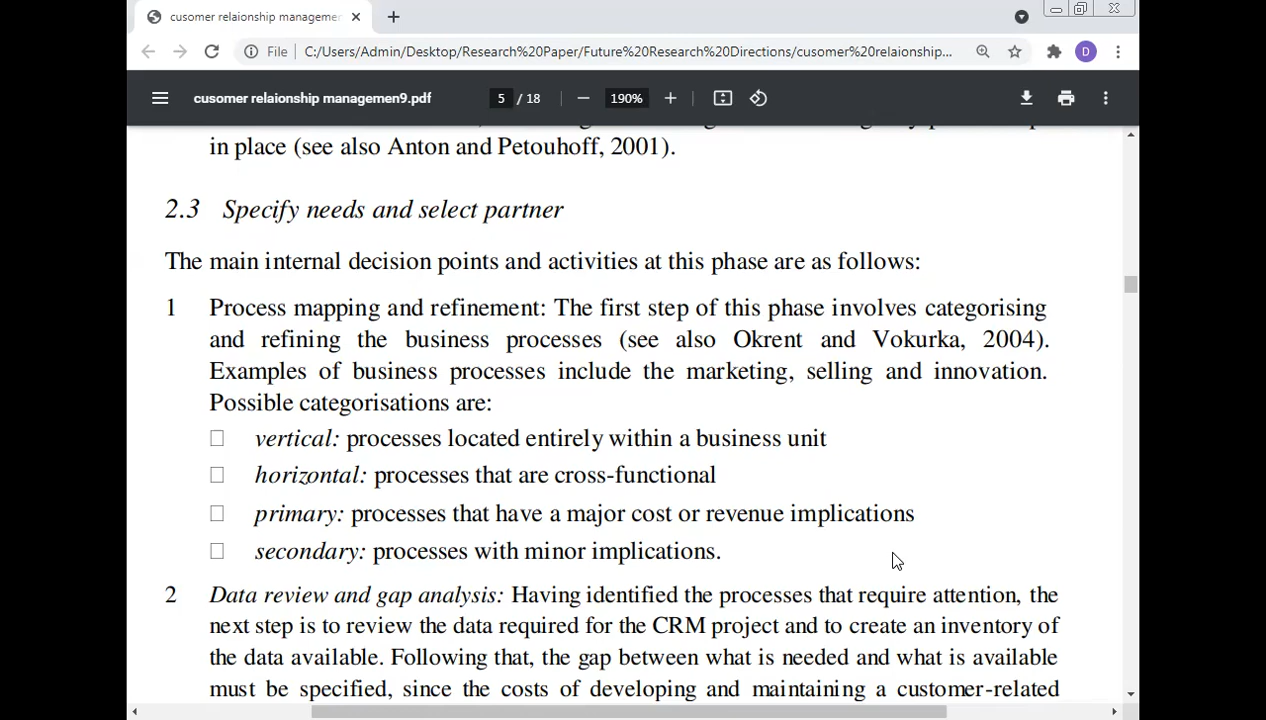 cusomer relaionship managemen
File C:/Users/Admin/Desktop/Research%20Paper/Future%20Research%20Directions/cusomer%20relaionship...
D
cusomer relaionship managemen9.pdf 5 / 18 190%
in place (see also Anton and Petouhoff, 2001).
2.3 Specify needs and select partner
The main internal decision points and activities at this phase are as follows:
1 Process mapping and refinement: The first step of this phase involves categorising
and refining the business processes (see also Okrent and Vokurka, 2004).
Examples of business processes include the marketing, selling and innovation.
Possible categorisations are:
vertical: processes located entirely within a business unit
horizontal: processes that are cross-functional
primary: processes that have a major cost or revenue implications
secondary: processes with minor implications.
2 Data review and gap analysis: Having identified the processes that require attention, the
next step is to review the data required for the CRM project and to create an inventory of
the data available. Following that, the gap between what is needed and what is available
must be specified, since the costs of developing and maintaining a customer-related